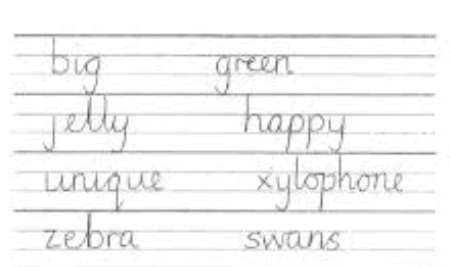 big green
jelly happy
unique xylophone
zebra swans